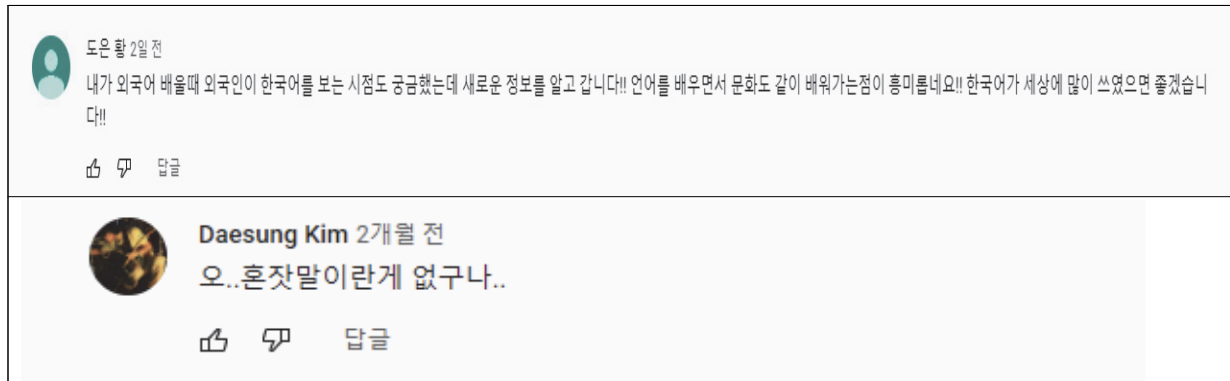 도은 황 2일 전
내가 외국어 배울때 외국인이 한국어를 보는 시점도 궁금했는데 새로운 정보를 알고 갑니다!! 언어를 배우면서 문화도 같이 배워가는점이 흥미롭네요!! 한국어가 세상에 많이 쓰였으면 좋겠습니
다!!
답글
Daesung Kim 2개월 전
오..혼잣말이란게 없구나..
답글